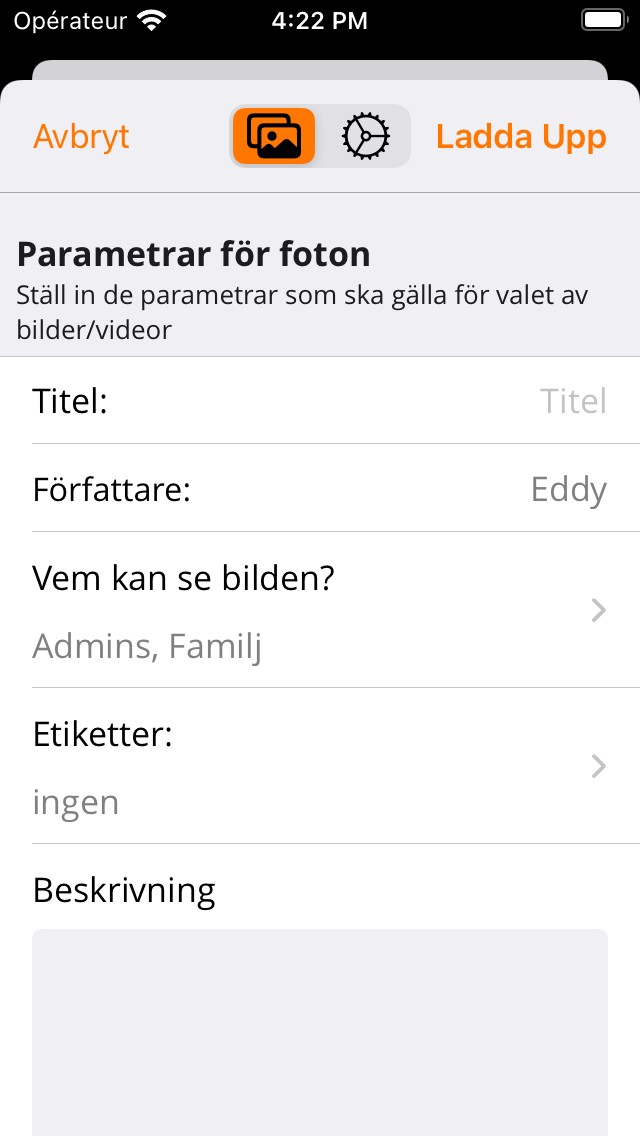 Opérateur 4:22 PM
Avbryt Ladda Upp
Parametrar för foton
Ställ in de parametrar som ska gälla för valet av
bilder/videor
Titel: Titel
Författare: Eddy
Vem kan se bilden?
Admins, Familj
Etiketter:
ingen
Beskrivning